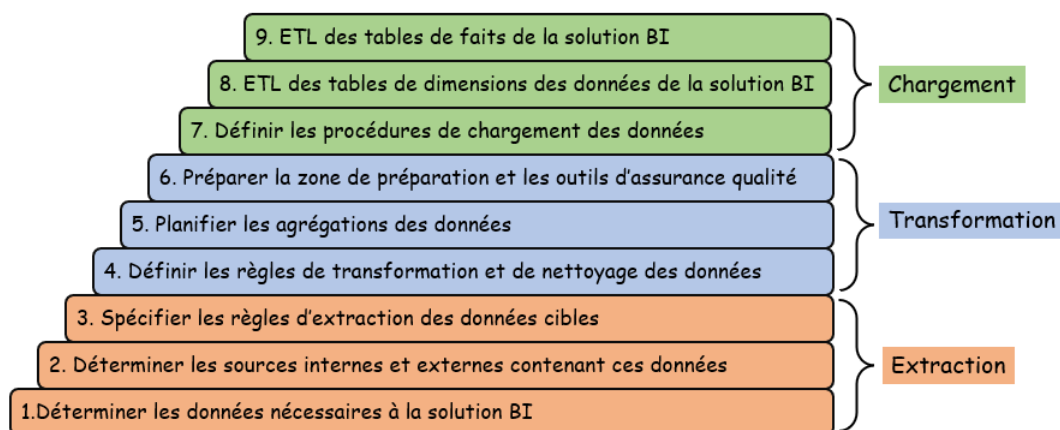 9. ETL des tables de faits de la solution BI
8. ETL des tables de dimensions des données de la solution BI
7. Définir les procédures de chargement des données
Chargement
6. Préparer la zone de préparation et les outils d'assurance qualité
5. Planifier les agrégations des données
4. Définir les règles de transformation et de nettoyage des données
Transformation
3. Spécifier les règles d'extraction des données cibles
2. Déterminer les sources internes et externes contenant ces données
1.Déterminer les données nécessaires à la solution BI
Extraction